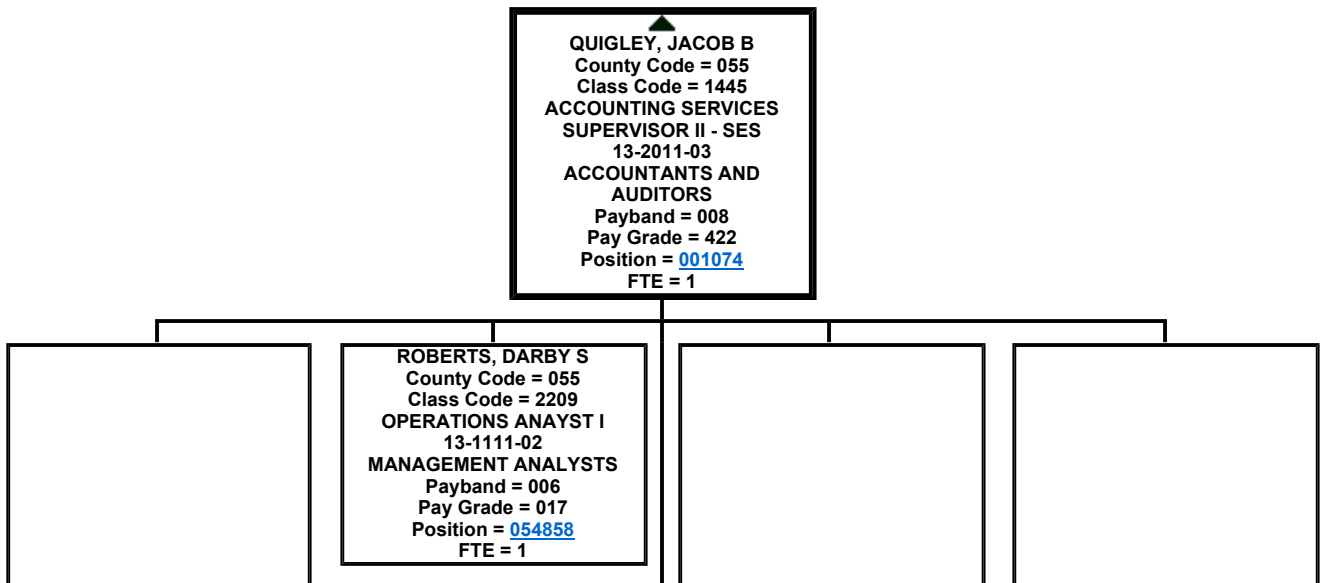 QUIGLEY, JACOB B
County Code = 055
Class Code = 1445
ACCOUNTING SERVICES
SUPERVISOR II - SES
13-2011-03
ACCOUNTANTS AND
AUDITORS
Payband = 008
Pay Grade = 422
Position = 001074
FTE = 1
ROBERTS, DARBY S
County Code = 055
Class Code = 2209
OPERATIONS ANAYST I
13-1111-02
MANAGEMENT ANALYSTS
Payband = 006
Pay Grade = 017
Position = 054858
FTE = 1